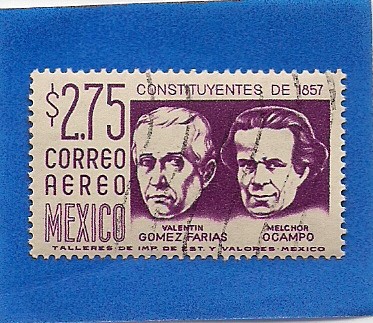 CONSTITUYENTES DE 1857
$2.75
CORREO
AEREO
MEXICO
VALENTIN
GOMEZ FARIAS
MELCHOR
OCAMPO
TALLERES DE IMP. DE EST. Y VALORES-MEXICO